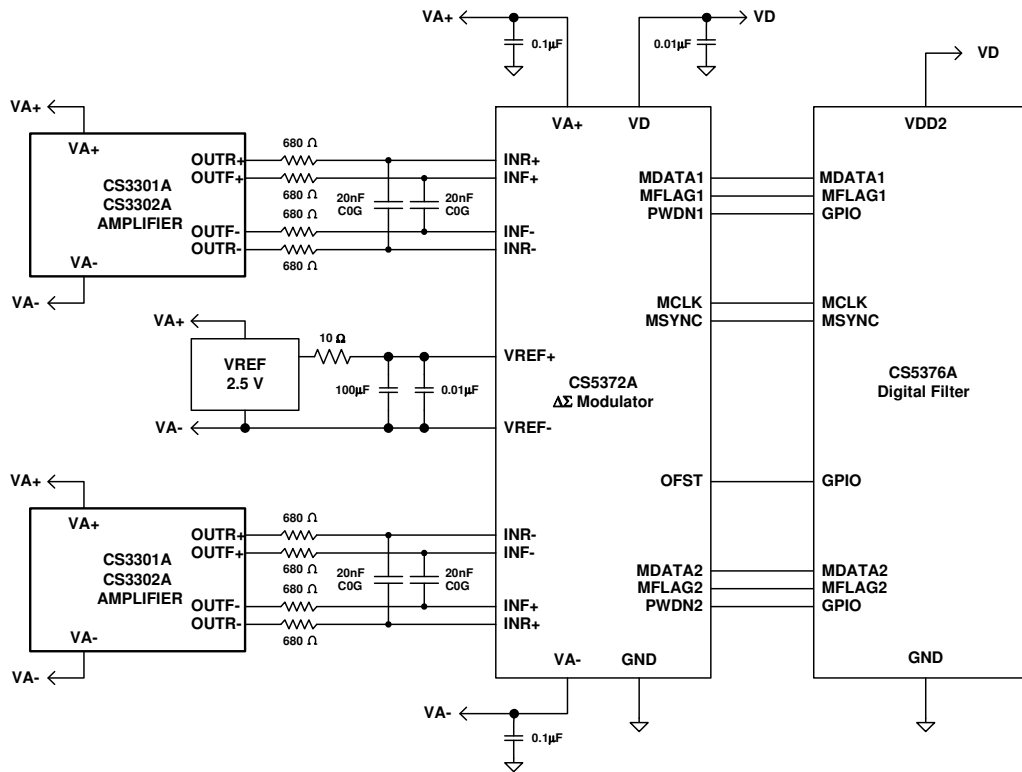 VA+
0.1µF
0.01µF
VD
VD
VA+
VA+
OUTR+
OUTF+
CS3301A
CS3302A
AMPLIFIER
OUTF-
OUTR-
VA-
VA-
680 Ω
680 Ω
680 Ω
680 Ω
20nF
C0G
20nF
C0G
VA+
VD
INR+
INF+
INF-
INR-
MDATA1
MFLAG1
PWDN1
VDD2
MDATA1
MFLAG1
GPIO
MCLK
MSYNC
MCLK
MSYNC
VA+
VREF
2.5 V
VA-
10 Ω
100µF
0.01µF
VREF+
VREF-
CS5372A
ΔΣ Modulator
CS5376A
Digital Filter
OFST
GPIO
VA+
VA+
OUTR+
OUTF+
CS3301A
CS3302A
AMPLIFIER
OUTF-
OUTR-
VA-
VA-
680 Ω
680 Ω
680 Ω
680 Ω
20nF
C0G
20nF
C0G
INR-
INF-
INF+
INR+
MDATA2
MFLAG2
PWDN2
MDATA2
MFLAG2
GPIO
VA-
GND
GND
VA-
0.1µF